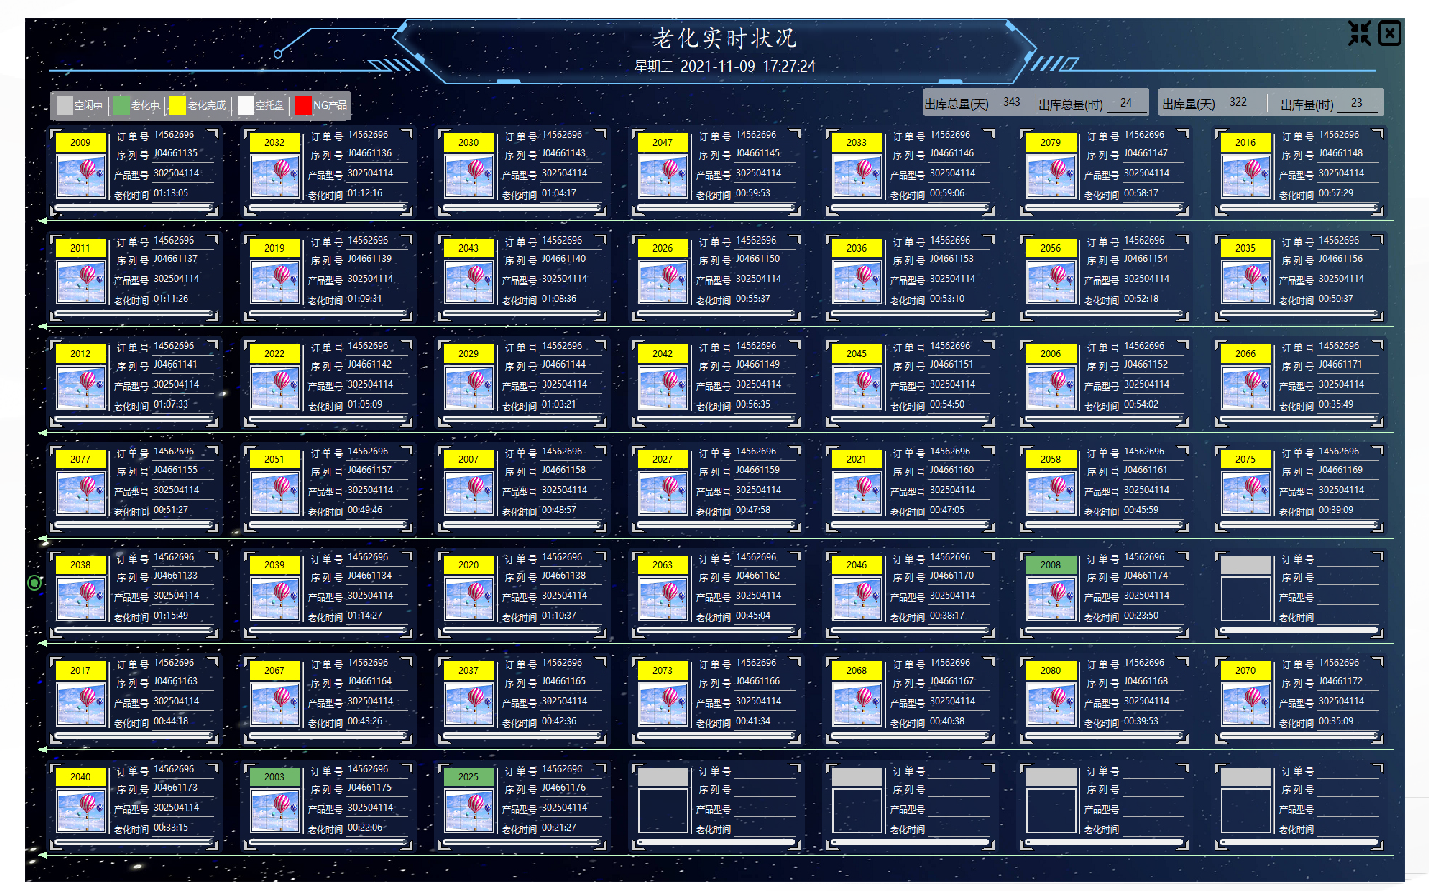 老化实时状况
星期二 2021-11-09 17:27:24
空闲中 老化中 老化完成 空托盘 NG产品 出库总量(天) 343 出库总量(时) 24 出库量(天) 322 出库量(时) 23
2009 订单号 14562696 2032 订单号 14562696 2030 订单号 14562696 2047 订单号 14562696 2033 订单号 14562696 2079 订单号 14562696 2016 订单号 14562696
序列号 J04661135 序列号 J04661136 序列号 J04661143 序列号 J04661145 序列号 J04661146 序列号 J04661147 序列号 J04661148
产品型号 302504114 产品型号 302504114 产品型号 302504114 产品型号 302504114 产品型号 302504114 产品型号 302504114 产品型号 302504114
老化时间 01:13:05 老化时间 01:12:16 老化时间 01:04:17 老化时间 00:59:53 老化时间 00:59:06 老化时间 00:58:17 老化时间 00:57:29
2011 订单号 14562696 2019 订单号 14562696 2043 订单号 14562696 2026 订单号 14562696 2036 订单号 14562696 2056 订单号 14562696 2035 订单号 14562696
序列号 J04661137 序列号 J04661139 序列号 J04661140 序列号 J04661150 序列号 J04661153 序列号 J04661154 序列号 J04661156
产品型号 302504114 产品型号 302504114 产品型号 302504114 产品型号 302504114 产品型号 302504114 产品型号 302504114 产品型号 302504114
老化时间 01:11:26 老化时间 01:09:31 老化时间 01:08:36 老化时间 00:55:37 老化时间 00:53:10 老化时间 00:52:18 老化时间 00:50:37
2012 订单号 14562696 2022 订单号 14562696 2029 订单号 14562696 2042 订单号 14562696 2045 订单号 14562696 2006 订单号 14562696 2066 订单号 14562696
序列号 J04661141 序列号 J04661142 序列号 J04661144 序列号 J04661149 序列号 J04661151 序列号 J04661152 序列号 J04661171
产品型号 302504114 产品型号 302504114 产品型号 302504114 产品型号 302504114 产品型号 302504114 产品型号 302504114 产品型号 302504114
老化时间 01:07:33 老化时间 01:05:09 老化时间 01:03:21 老化时间 00:56:35 老化时间 00:54:50 老化时间 00:54:02 老化时间 00:35:49
2077 订单号 14562696 2051 订单号 14562696 2007 订单号 14562696 2027 订单号 14562696 2021 订单号 14562696 2058 订单号 14562696 2075 订单号 14562696
序列号 J04661155 序列号 J04661157 序列号 J04661158 序列号 J04661159 序列号 J04661160 序列号 J04661161 序列号 J04661169
产品型号 302504114 产品型号 302504114 产品型号 302504114 产品型号 302504114 产品型号 302504114 产品型号 302504114 产品型号 302504114
老化时间 00:51:27 老化时间 00:49:46 老化时间 00:48:57 老化时间 00:47:58 老化时间 00:47:05 老化时间 00:45:59 老化时间 00:39:09
2038 订单号 14562696 2039 订单号 14562696 2020 订单号 14562696 2063 订单号 14562696 2046 订单号 14562696 2008 订单号 14562696 订单号
序列号 J04661133 序列号 J04661134 序列号 J04661138 序列号 J04661162 序列号 J04661170 序列号 J04661174 序列号
产品型号 302504114 产品型号 302504114 产品型号 302504114 产品型号 302504114 产品型号 302504114 产品型号 302504114 产品型号
老化时间 01:15:49 老化时间 01:14:27 老化时间 01:10:37 老化时间 00:45:04 老化时间 00:38:17 老化时间 00:23:50 老化时间
2017 订单号 14562696 2067 订单号 14562696 2037 订单号 14562696 2073 订单号 14562696 2068 订单号 14562696 2080 订单号 14562696 2070 订单号 14562696
序列号 J04661163 序列号 J04661164 序列号 J04661165 序列号 J04661166 序列号 J04661167 序列号 J04661168 序列号 J04661172
产品型号 302504114 产品型号 302504114 产品型号 302504114 产品型号 302504114 产品型号 302504114 产品型号 302504114 产品型号 302504114
老化时间 00:44:18 老化时间 00:43:26 老化时间 00:42:36 老化时间 00:41:34 老化时间 00:40:38 老化时间 00:39:53 老化时间 00:35:09
2040 订单号 14562696 2003 订单号 14562696 2025 订单号 14562696 订单号 订单号 订单号 订单号
序列号 J04661173 序列号 J04661175 序列号 J04661176 序列号 序列号 序列号 序列号
产品型号 302504114 产品型号 302504114 产品型号 302504114 产品型号 产品型号 产品型号 产品型号
老化时间 00:33:15 老化时间 00:22:06 老化时间 00:21:27 老化时间 老化时间 老化时间 老化时间